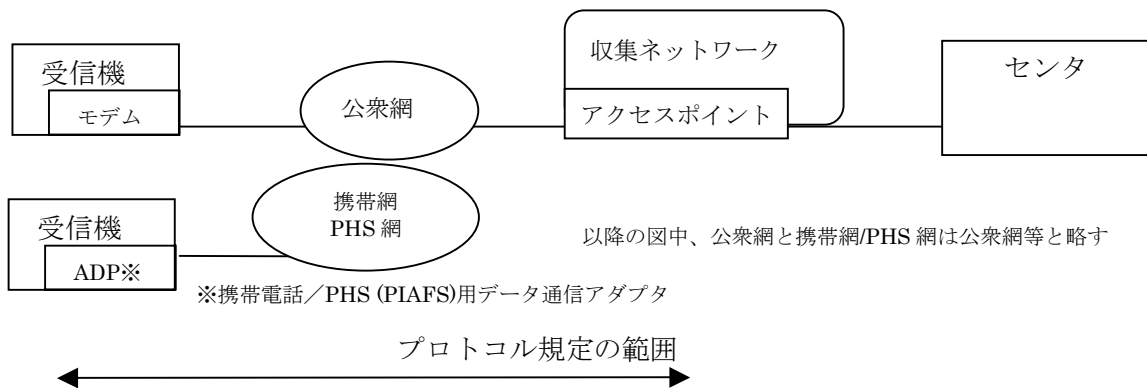 受信機
モデム
公衆網
収集ネットワーク
アクセスポイント
センタ
受信機
ADP※
携帯網
PHS 網
以降の図中、公衆網と携帯網/PHS 網は公衆網等と略す
※携帯電話／PHS (PIAFS)用データ通信アダプタ
プロトコル規定の範囲